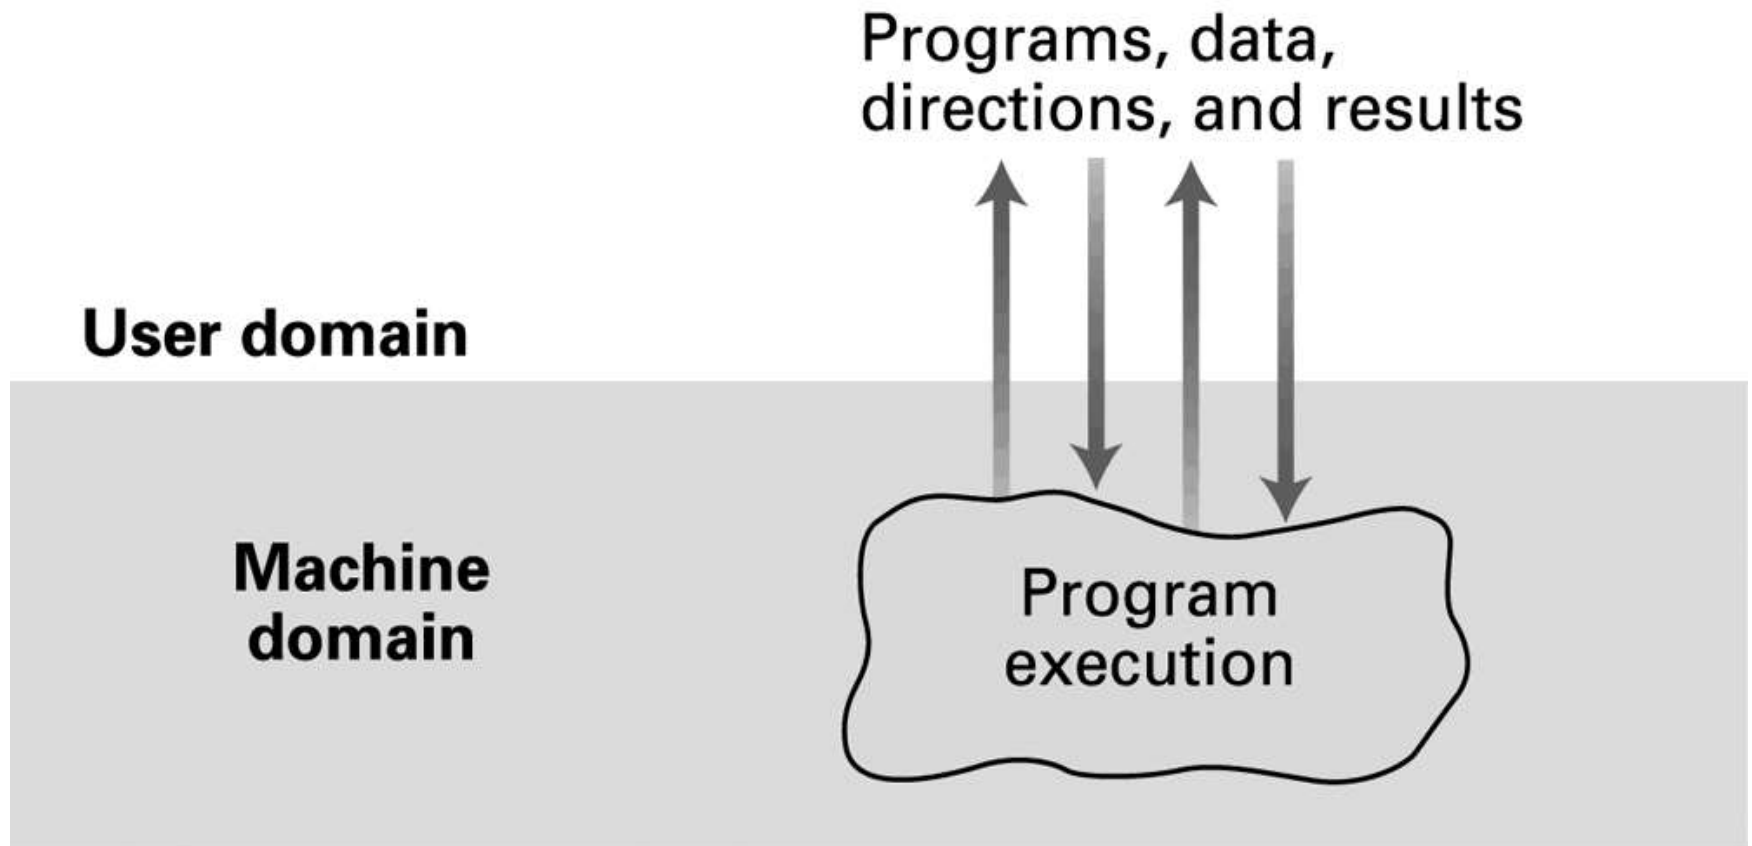 Programs, data,
directions, and results
User domain
Machine
domain
Program
execution